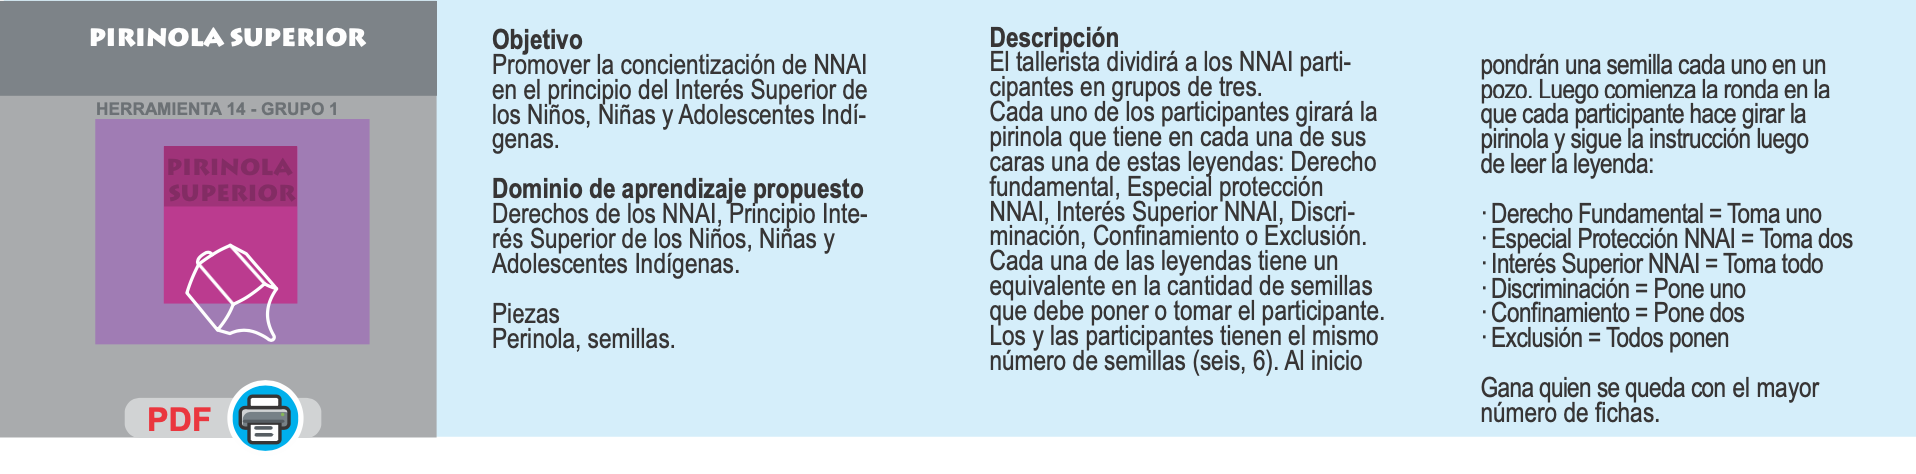 PIRINOLA SUPERIOR
HERRAMIENTA 14 - GRUPO 1
PIRINOLA
SUPERIOR
PDF
Objetivo
Promover la concientización de NNAI
en el principio del Interés Superior de
los Niños, Niñas y Adolescentes Indí-
genas.
Dominio de aprendizaje propuesto
Derechos de los NNAI, Principio Inte-
rés Superior de los Niños, Niñas y
Adolescentes Indígenas.
Piezas
Perinola, semillas.
Descripción
El tallerista dividirá a los NNAI parti-
cipantes en grupos de tres.
Cada uno de los participantes girará la
pirinola que tiene en cada una de sus
caras una de estas leyendas: Derecho
fundamental, Especial protección
NNAI, Interés Superior NNAI, Discri-
minación, Confinamiento o Exclusión.
Cada una de las leyendas tiene un
equivalente en la cantidad de semillas
que debe poner o tomar el participante.
Los y las participantes tienen el mismo
número de semillas (seis, 6). Al inicio
pondrán una semilla cada uno en un
pozo. Luego comienza la ronda en la
que cada participante hace girar la
pirinola y sigue la instrucción luego
de leer la leyenda:
· Derecho Fundamental = Toma uno
· Especial Protección NNAI = Toma dos
· Interés Superior NNAI = Toma todo
· Discriminación = Pone uno
· Confinamiento = Pone dos
· Exclusión = Todos ponen
Gana quien se queda con el mayor
número de fichas.